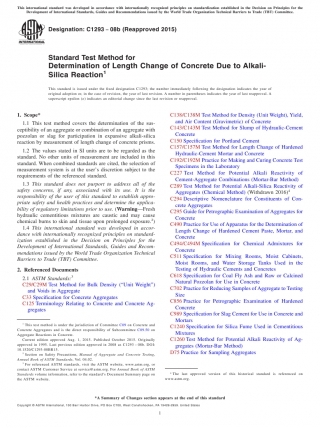 This international standard was developed in accordance with internationally recognized principles on standardization established in the Decision on Principles for the
Development of International Standards, Guides and Recommendations issued by the World Trade Organization Technical Barriers to Trade (TBT) Committee.
Designation: C1293 − 08b (Reapproved 2015)
Standard Test Method for
Determination of Length Change of Concrete Due to Alkali-
Silica Reaction¹
This standard is issued under the fixed designation C1293; the number immediately following the designation indicates the year of
original adoption or, in the case of revision, the year of last revision. A number in parentheses indicates the year of last reapproval. A
superscript epsilon (ε) indicates an editorial change since the last revision or reapproval.
1. Scope*
1.1 This test method covers the determination of the sus-
ceptibility of an aggregate or combination of an aggregate with
pozzolan or slag for participation in expansive alkali-silica
reaction by measurement of length change of concrete prisms.
1.2 The values stated in SI units are to be regarded as the
standard. No other units of measurement are included in this
standard. When combined standards are cited, the selection of
measurement system is at the user's discretion subject to the
requirements of the referenced standard.
1.3 This standard does not purport to address all of the
safety concerns, if any, associated with its use. It is the
responsibility of the user of this standard to establish appro-
priate safety and health practices and determine the applica-
bility of regulatory limitations prior to use. (Warning—Fresh
hydraulic cementitious mixtures are caustic and may cause
chemical burns to skin and tissue upon prolonged exposure.²)
1.4 This international standard was developed in accor-
dance with internationally recognized principles on standard-
ization established in the Decision on Principles for the
Development of International Standards, Guides and Recom-
mendations issued by the World Trade Organization Technical
Barriers to Trade (TBT) Committee.
2. Referenced Documents
2.1 ASTM Standards:³
C29/C29M Test Method for Bulk Density ("Unit Weight")
and Voids in Aggregate
C33 Specification for Concrete Aggregates
C125 Terminology Relating to Concrete and Concrete Ag-
gregates
¹ This test method is under the jurisdiction of Committee C09 on Concrete and
Concrete Aggregates and is the direct responsibility of Subcommittee C09.50 on
Aggregate Reactions in Concrete.
Current edition approved Aug. 1, 2015. Published October 2015. Originally
approved in 1995. Last previous edition approved in 2008 as C1293 – 08b. DOI:
10.1520/C1293-08BR15.
² Section on Safety Precautions, Manual of Aggregate and Concrete Testing,
Annual Book of ASTM Standards, Vol. 04.02.
³ For referenced ASTM standards, visit the ASTM website, www.astm.org, or
contact ASTM Customer Service at service@astm.org. For Annual Book of ASTM
Standards volume information, refer to the standard's Document Summary page on
the ASTM website.
C138/C138M Test Method for Density (Unit Weight), Yield,
and Air Content (Gravimetric) of Concrete
C143/C143M Test Method for Slump of Hydraulic-Cement
Concrete
C150 Specification for Portland Cement
C157/C157M Test Method for Length Change of Hardened
Hydraulic-Cement Mortar and Concrete
C192/C192M Practice for Making and Curing Concrete Test
Specimens in the Laboratory
C227 Test Method for Potential Alkali Reactivity of
Cement-Aggregate Combinations (Mortar-Bar Method)
C289 Test Method for Potential Alkali-Silica Reactivity of
Aggregates (Chemical Method) (Withdrawn 2016)⁴
C294 Descriptive Nomenclature for Constituents of Con-
crete Aggregates
C295 Guide for Petrographic Examination of Aggregates for
Concrete
C490 Practice for Use of Apparatus for the Determination of
Length Change of Hardened Cement Paste, Mortar, and
Concrete
C494/C494M Specification for Chemical Admixtures for
Concrete
C511 Specification for Mixing Rooms, Moist Cabinets,
Moist Rooms, and Water Storage Tanks Used in the
Testing of Hydraulic Cements and Concretes
C618 Specification for Coal Fly Ash and Raw or Calcined
Natural Pozzolan for Use in Concrete
C702 Practice for Reducing Samples of Aggregate to Testing
Size
C856 Practice for Petrographic Examination of Hardened
Concrete
C989 Specification for Slag Cement for Use in Concrete and
Mortars
C1240 Specification for Silica Fume Used in Cementitious
Mixtures
C1260 Test Method for Potential Alkali Reactivity of Ag-
gregates (Mortar-Bar Method)
D75 Practice for Sampling Aggregates
⁴ The last approved version of this historical standard is referenced on
www.astm.org.
*A Summary of Changes section appears at the end of this standard
Copyright © ASTM International, 100 Barr Harbor Drive, PO Box C700, West Conshohocken, PA 19428-2959. United States
1